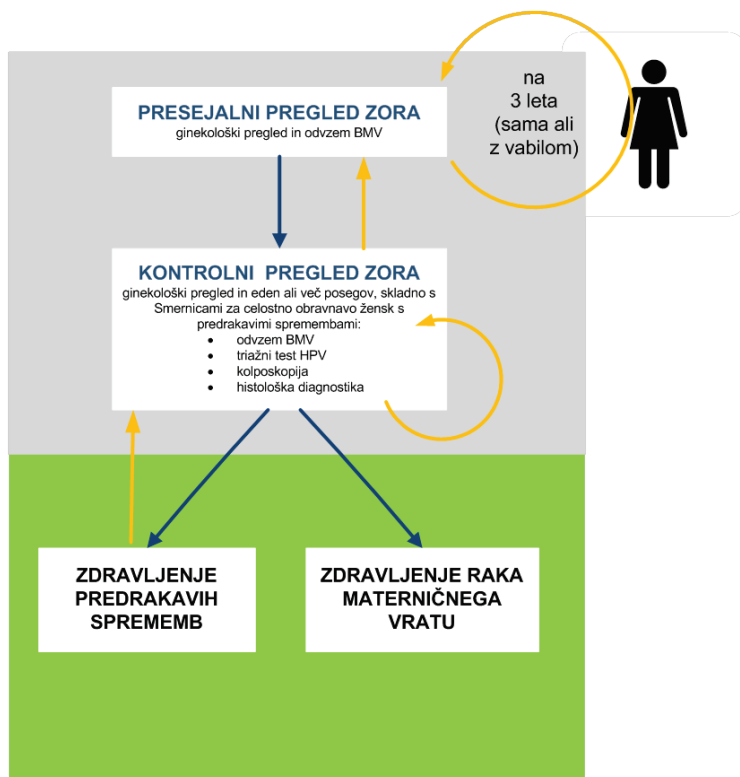 PRESEJALNI PREGLED ZORA
ginekološki pregled in odvzem BMV
na
3 leta
(sama ali
z vabilom)
KONTROLNI PREGLED ZORA
ginekološki pregled in eden ali več posegov, skladno s
Smernicami za celostno obravnavo žensk s
predrakavimi spremembami:
• odvzem BMV
• triažni test HPV
• kolposkopija
• histološka diagnostika
ZDRAVLJENJE
PREDRAKAVIH
SPREMEMB
ZDRAVLJENJE RAKA
MATERNIČNEGA
VRATU